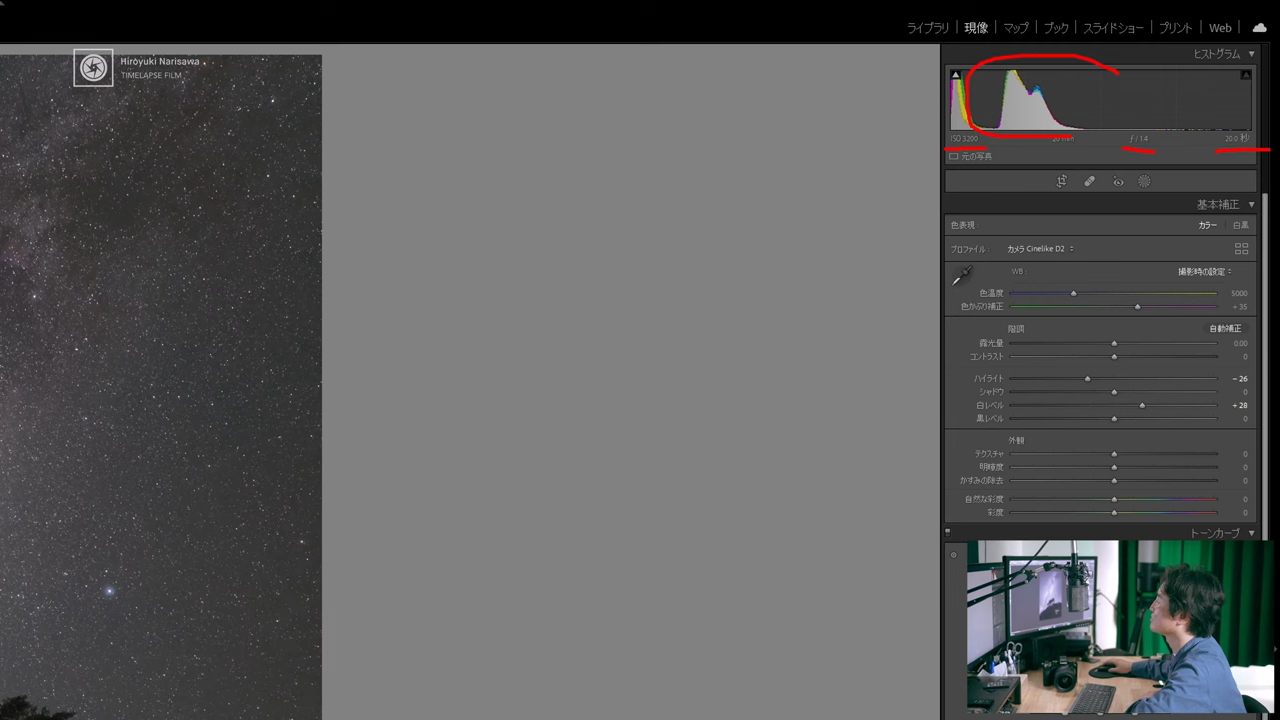 ライブラリ | 現像 | マップ | ブック | スライドショー | プリント | Web
Hiroyuki Narisawa
TIMELAPSE FILM
ヒストグラム
ISO 3200 20 mm f / 1.4 20.0 秒
元の写真
基本補正
色表現 : カラー 白黒
プロファイル : カメラ Cinelike D2
WB : 撮影時の設定
色温度 5000
色かぶり補正 + 35
階調 自動補正
露光量 0.00
コントラスト 0
ハイライト - 26
シャドウ 0
白レベル + 28
黒レベル 0
外観
テクスチャ 0
明瞭度 0
かすみの除去 0
自然な彩度 0
彩度 0
トーンカーブ